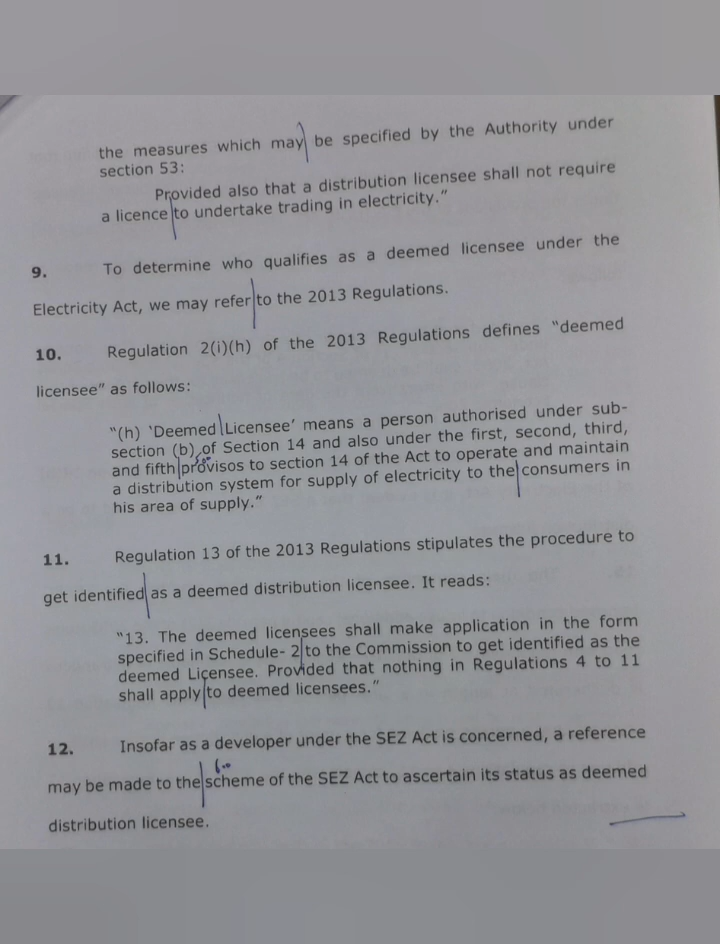 the measures which may be specified by the Authority under
section 53:
Provided also that a distribution licensee shall not require
a licence to undertake trading in electricity.”
9. To determine who qualifies as a deemed licensee under the
Electricity Act, we may refer to the 2013 Regulations.
10. Regulation 2(i)(h) of the 2013 Regulations defines “deemed
licensee” as follows:
“(h) ‘Deemed Licensee’ means a person authorised under sub-
section (b) of Section 14 and also under the first, second, third,
and fifth provisos to section 14 of the Act to operate and maintain
a distribution system for supply of electricity to the consumers in
his area of supply.”
11. Regulation 13 of the 2013 Regulations stipulates the procedure to
get identified as a deemed distribution licensee. It reads:
“13. The deemed licensees shall make application in the form
specified in Schedule- 2 to the Commission to get identified as the
deemed Licensee. Provided that nothing in Regulations 4 to 11
shall apply to deemed licensees.”
12. Insofar as a developer under the SEZ Act is concerned, a reference
may be made to the scheme of the SEZ Act to ascertain its status as deemed
distribution licensee.